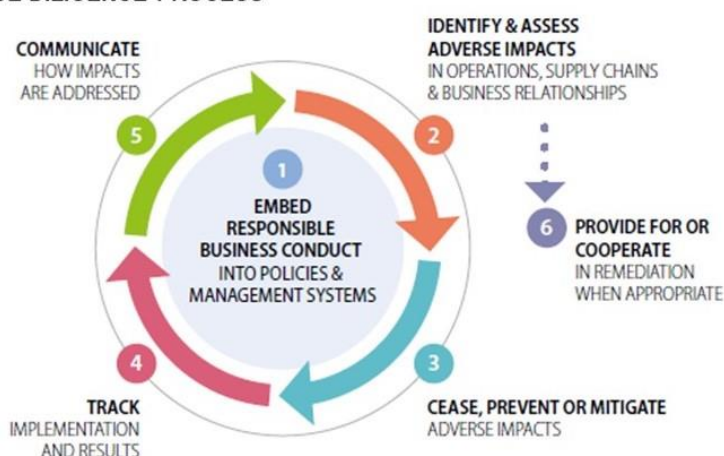 COMMUNICATE
HOW IMPACTS
ARE ADDRESSED
5
IDENTIFY & ASSESS
ADVERSE IMPACTS
IN OPERATIONS, SUPPLY CHAINS
& BUSINESS RELATIONSHIPS
2
1
EMBED
RESPONSIBLE
BUSINESS CONDUCT
INTO POLICIES &
MANAGEMENT SYSTEMS
6
PROVIDE FOR OR
COOPERATE
IN REMEDIATION
WHEN APPROPRIATE
4
TRACK
IMPLEMENTATION
AND RESULTS
3
CEASE, PREVENT OR MITIGATE
ADVERSE IMPACTS